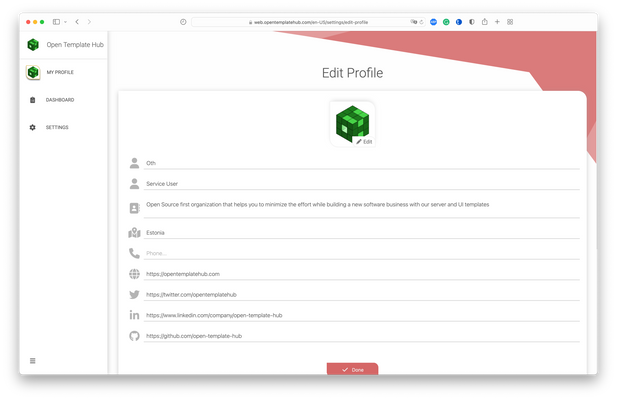 web.opentemplatehub.com/en-US/settings/edit-profile
Open Template Hub
MY PROFILE
DASHBOARD
SETTINGS
Edit Profile
Edit
Oth
Service User
Open Source first organization that helps you to minimize the effort while building a new software business with our server and UI templates
Estonia
Phone...
https://opentemplatehub.com
https://twitter.com/opentemplatehub
https://www.linkedin.com/company/open-template-hub
https://github.com/open-template-hub
Done